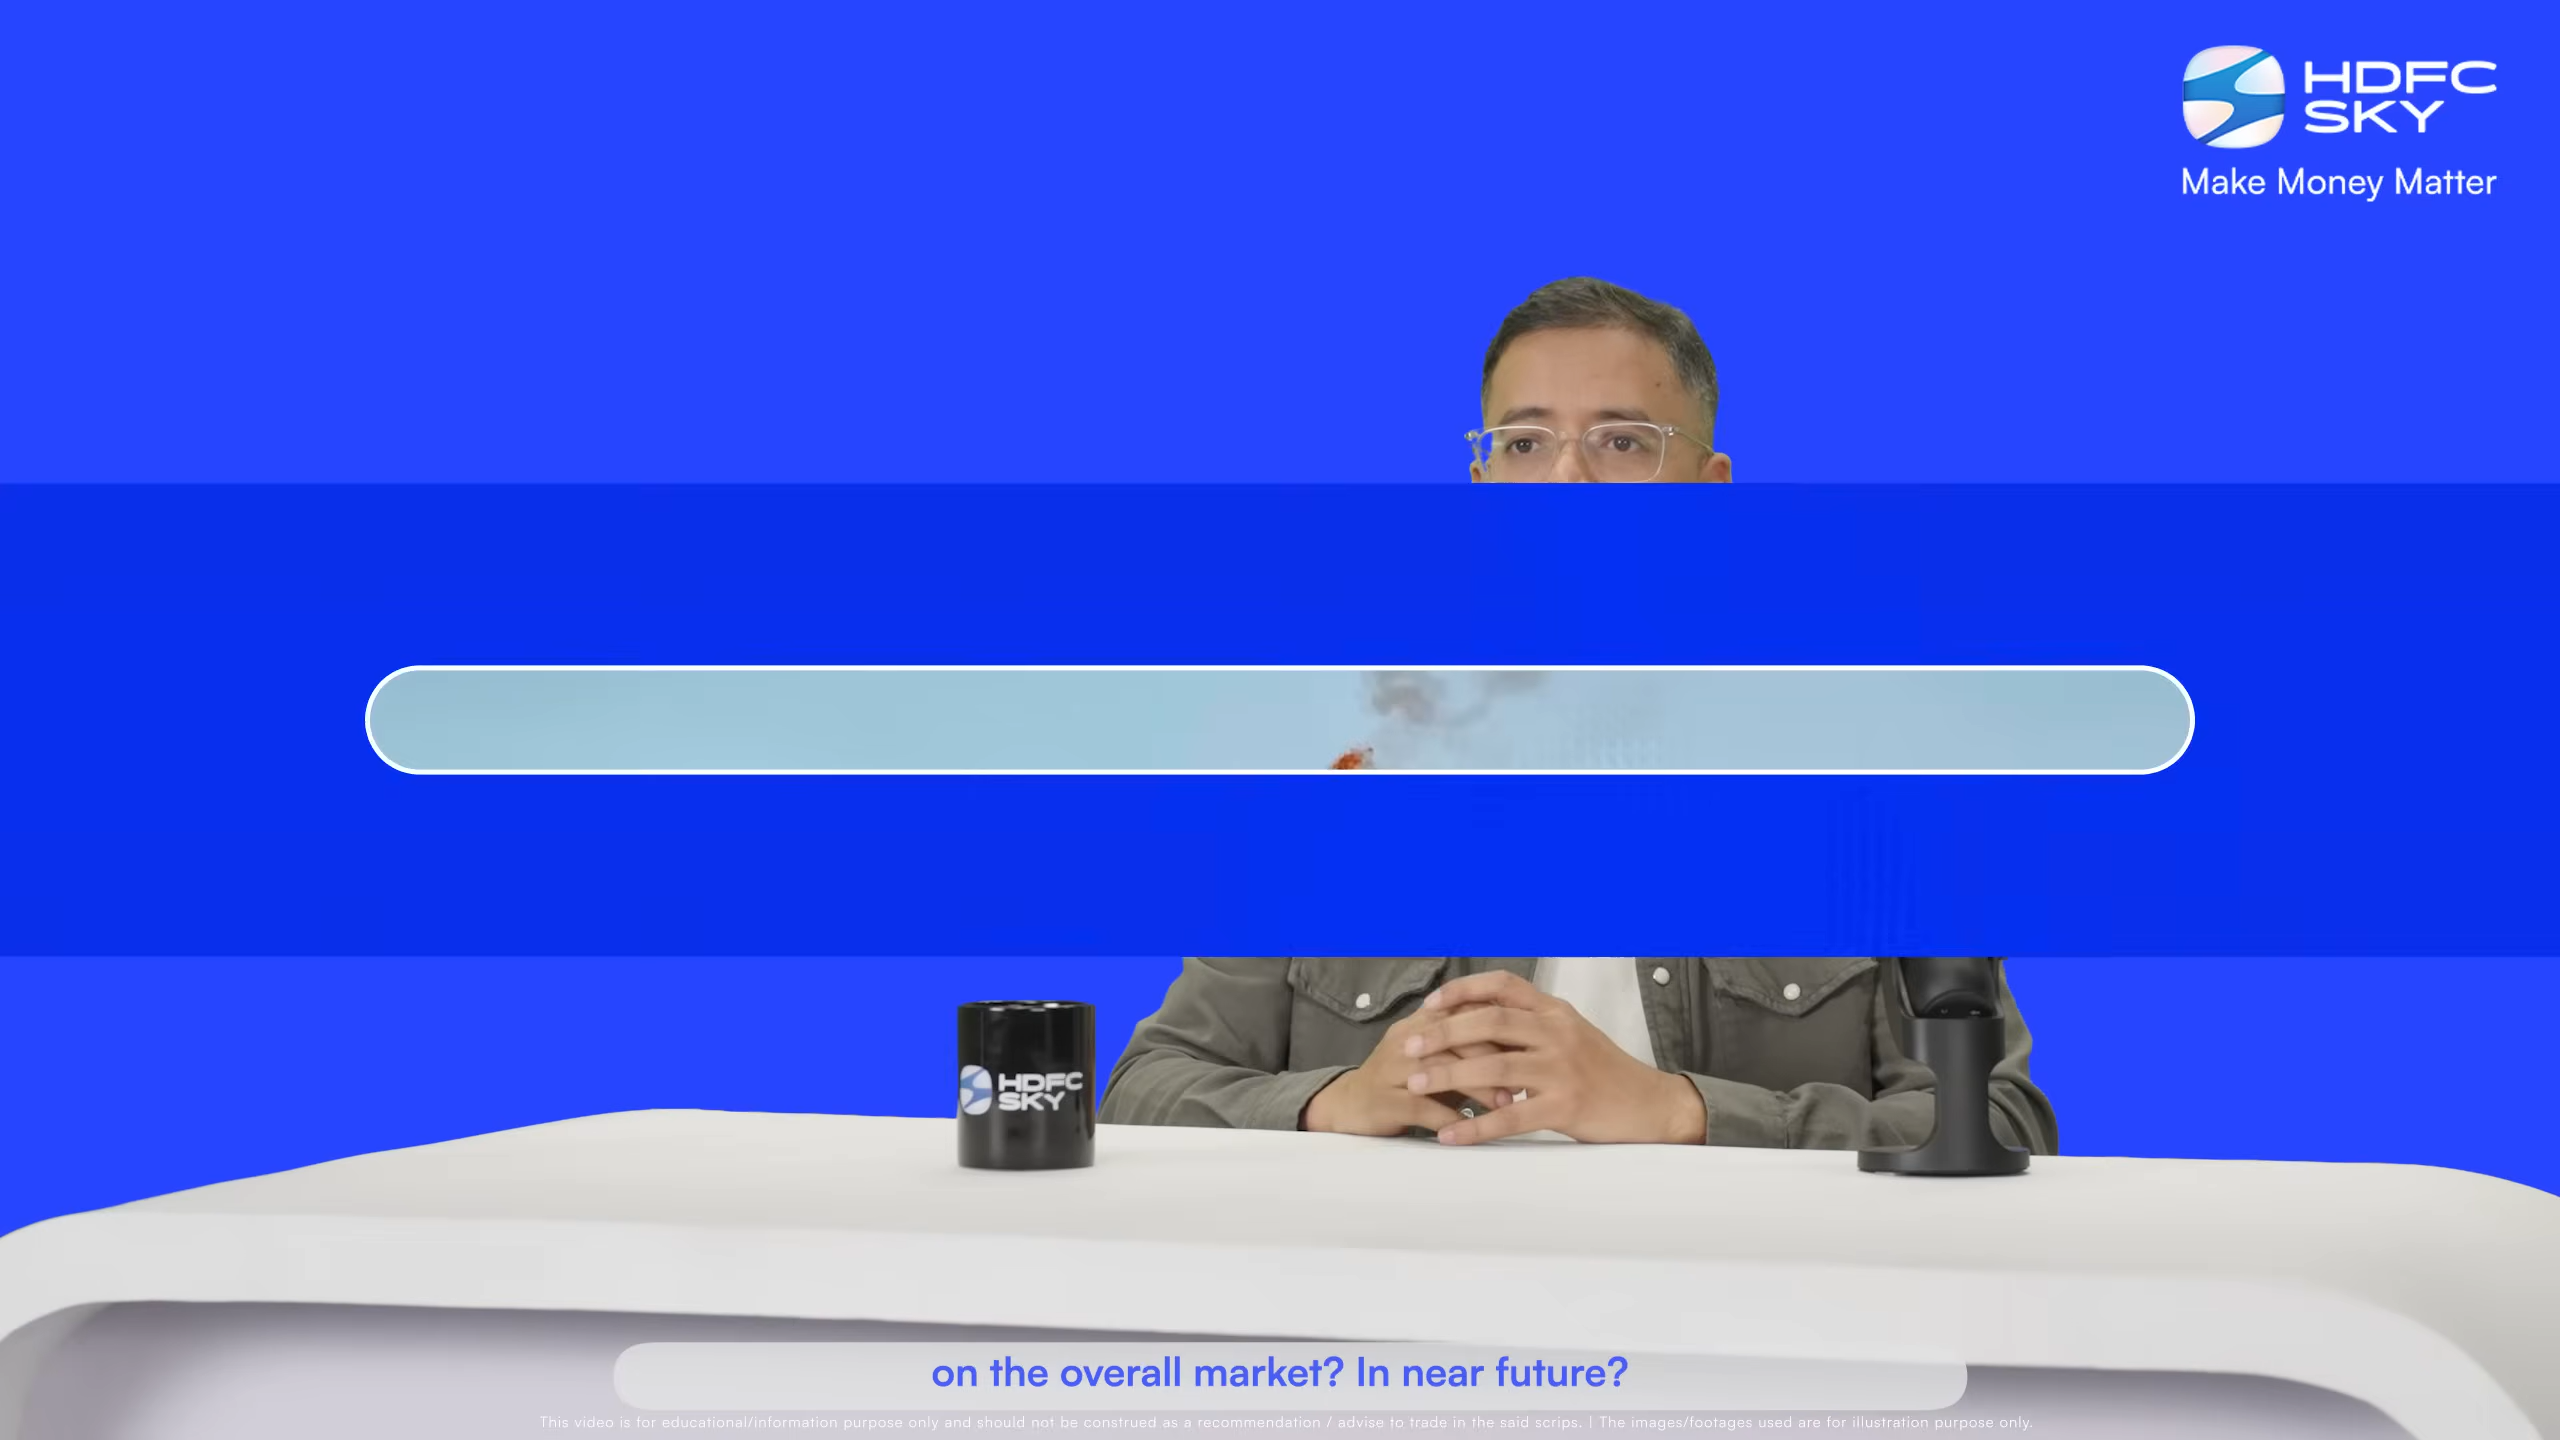 HDFC
SKY
Make Money Matter
HDFC
SKY
on the overall market? In near future?
This video is for educational/information purpose only and should not be construed as a recommendation / advise to trade in the said scrips. | The images/footages used are for illustration purpose only.